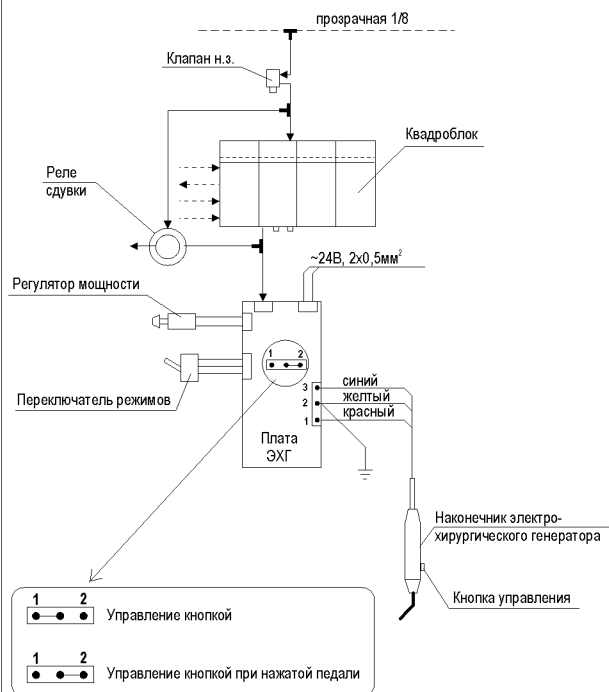 прозрачная 1/8
Клапан н.з.
Квадроблок
Реле
сдувки
~24В, 2x0,5мм²
Регулятор мощности
1 2
Переключатель режимов
3 синий
2 желтый
1 красный
Плата
ЭХГ
Наконечник электро-
хирургического генератора
Кнопка управления
1 2
Управление кнопкой
1 2
Управление кнопкой при нажатой педали